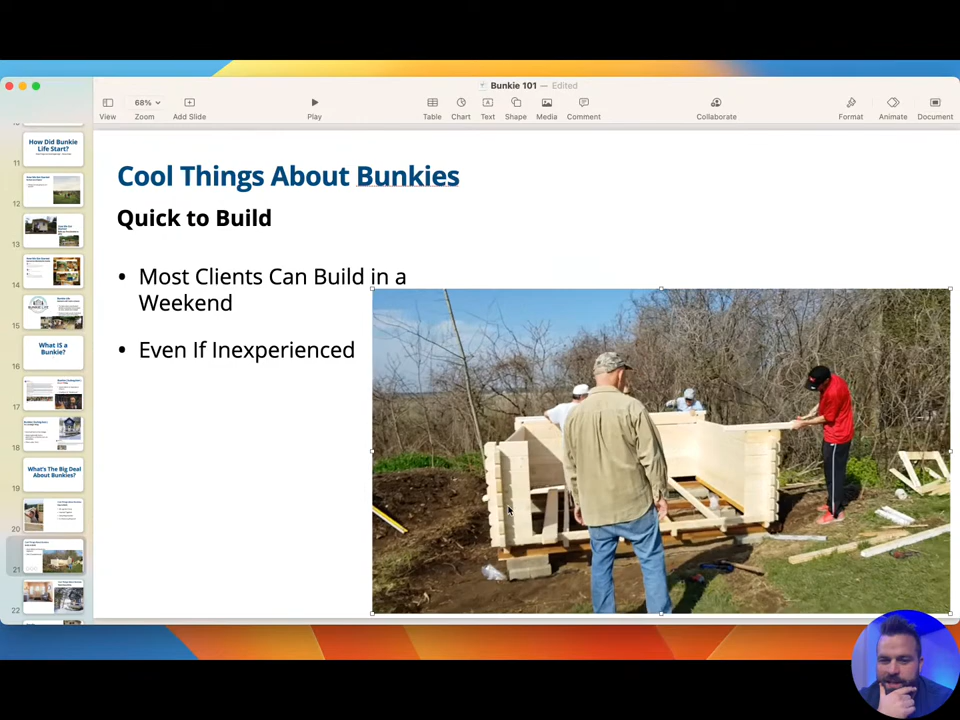 Bunkie 101 — Edited
68%
View
Zoom
Add Slide
Play
Table
Chart
Text
Shape
Media
Comment
Collaborate
Format
Animate
Document
How Did Bunkie
Life Start?
11
12
13
14
15
What IS a
Bunkie?
16
17
18
What's The Big Deal
About Bunkies?
19
20
21
22
Cool Things About Bunkies
Quick to Build
• Most Clients Can Build in a
Weekend
• Even If Inexperienced